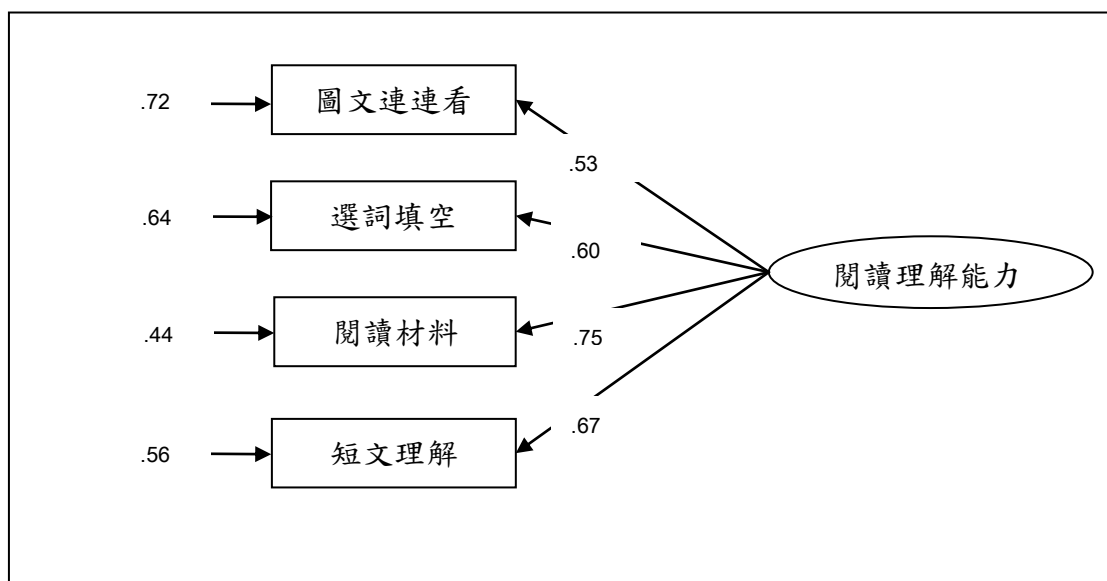 .72
圖文連連看
.53
.64
選詞填空
.60
閱讀理解能力
.44
閱讀材料
.75
.56
短文理解
.67